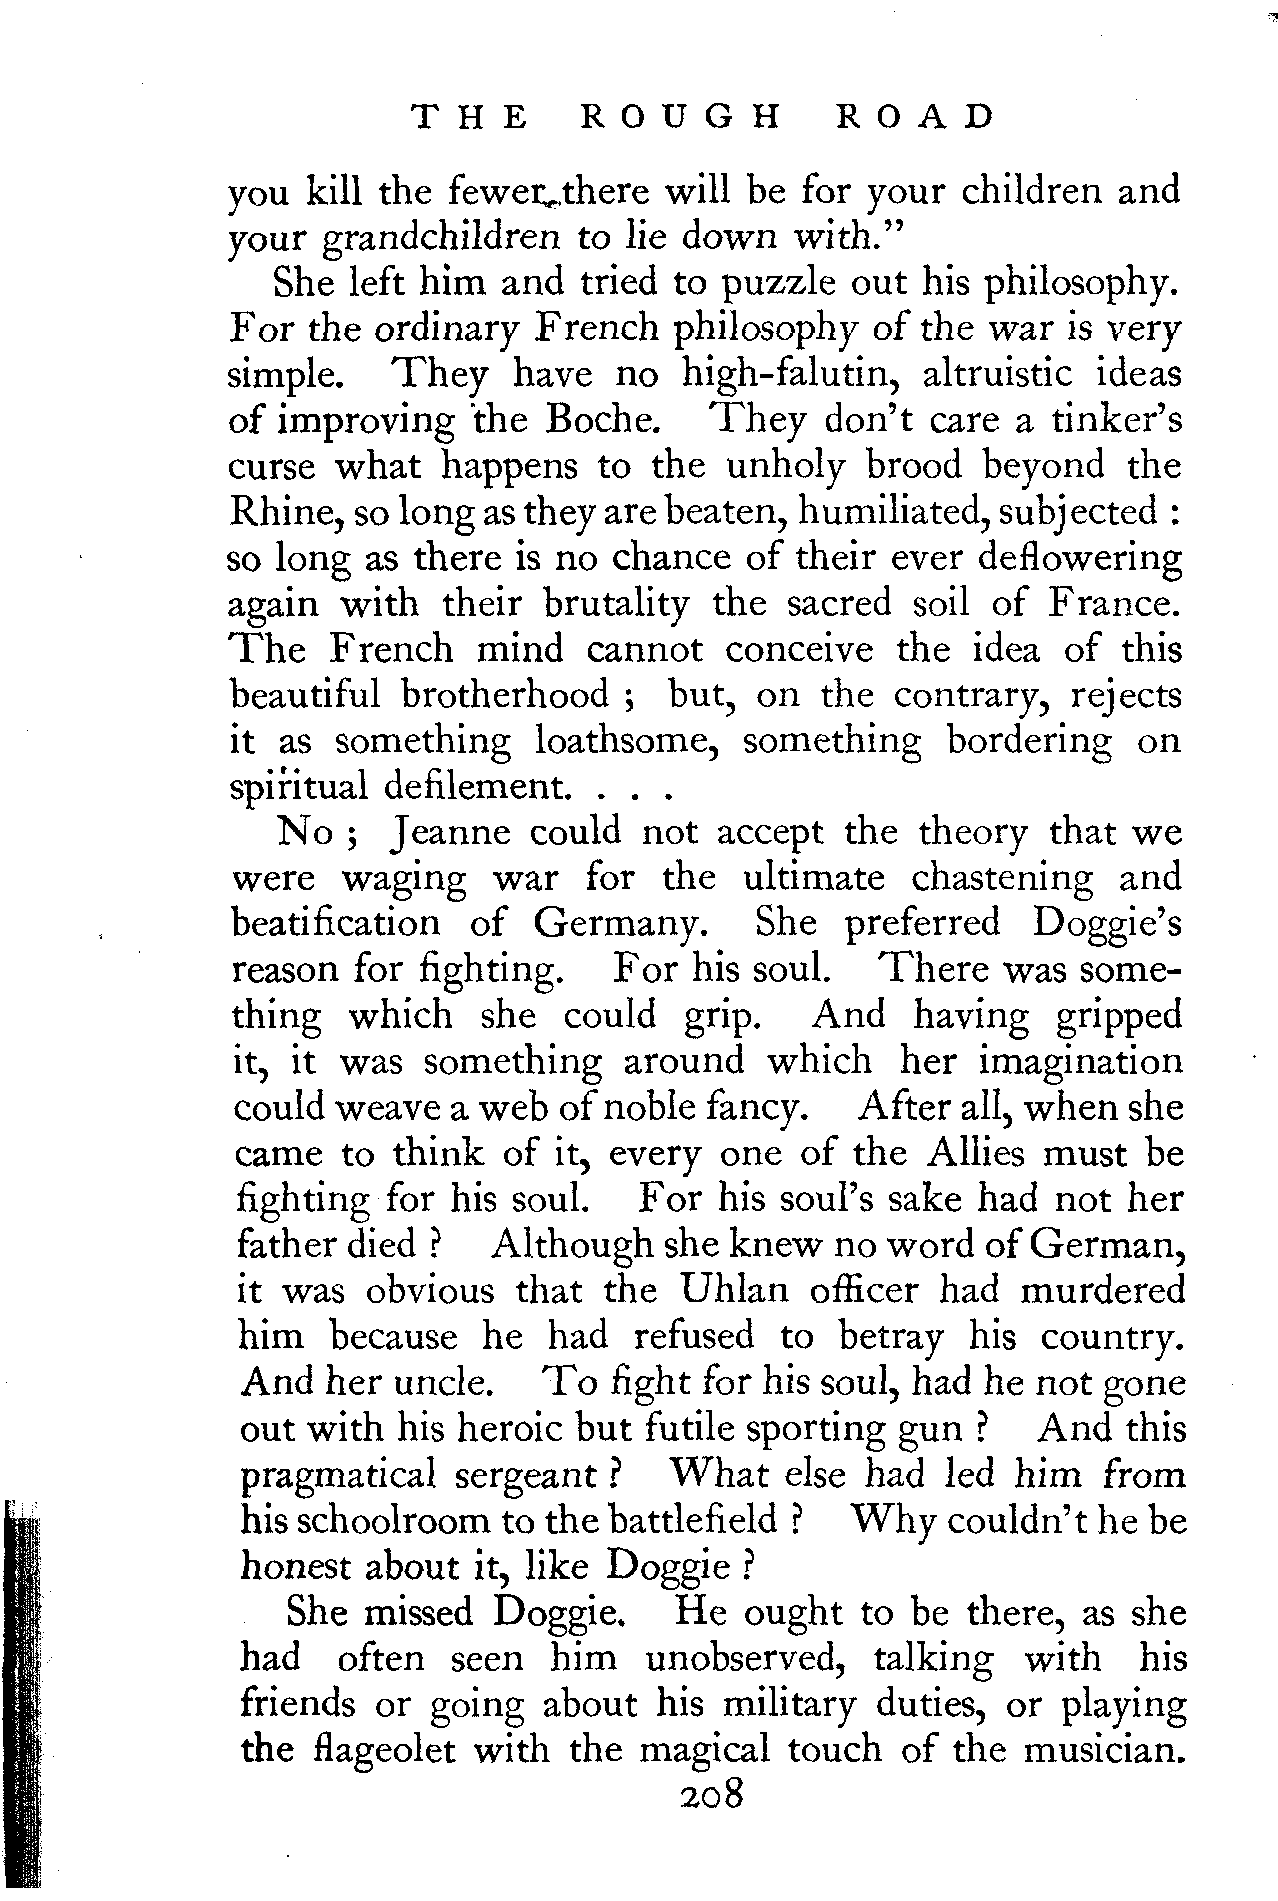 THE ROUGH ROAD
you kill the fewer there will be for your children and
your grandchildren to lie down with.”
She left him and tried to puzzle out his philosophy.
For the ordinary French philosophy of the war is very
simple. They have no high-falutin, altruistic ideas
of improving the Boche. They don’t care a tinker’s
curse what happens to the unholy brood beyond the
Rhine, so long as they are beaten, humiliated, subjected :
so long as there is no chance of their ever deflowering
again with their brutality the sacred soil of France.
The French mind cannot conceive the idea of this
beautiful brotherhood ; but, on the contrary, rejects
it as something loathsome, something bordering on
spiritual defilement. . . .
No ; Jeanne could not accept the theory that we
were waging war for the ultimate chastening and
beatification of Germany. She preferred Doggie’s
reason for fighting. For his soul. There was some-
thing which she could grip. And having gripped
it, it was something around which her imagination
could weave a web of noble fancy. After all, when she
came to think of it, every one of the Allies must be
fighting for his soul. For his soul’s sake had not her
father died ? Although she knew no word of German,
it was obvious that the Uhlan officer had murdered
him because he had refused to betray his country.
And her uncle. To fight for his soul, had he not gone
out with his heroic but futile sporting gun ? And this
pragmatical sergeant ? What else had led him from
his schoolroom to the battlefield ? Why couldn’t he be
honest about it, like Doggie ?
She missed Doggie. He ought to be there, as she
had often seen him unobserved, talking with his
friends or going about his military duties, or playing
the flageolet with the magical touch of the musician.
208